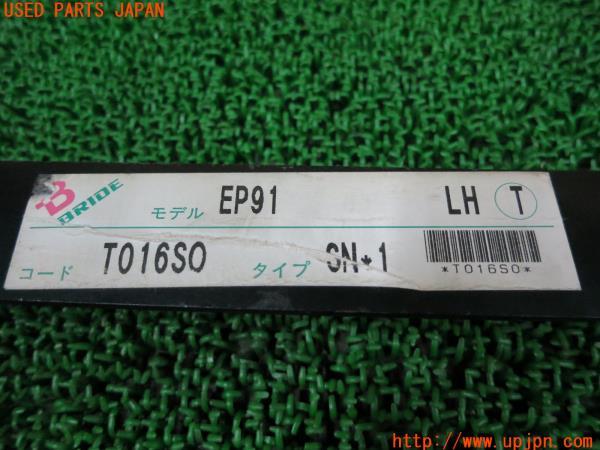 USED PARTS JAPAN
BRIDE
モデル EP91 LH T
コード T016SO タイプ SN*1
*T016SO*
http://www.upjpn.com/